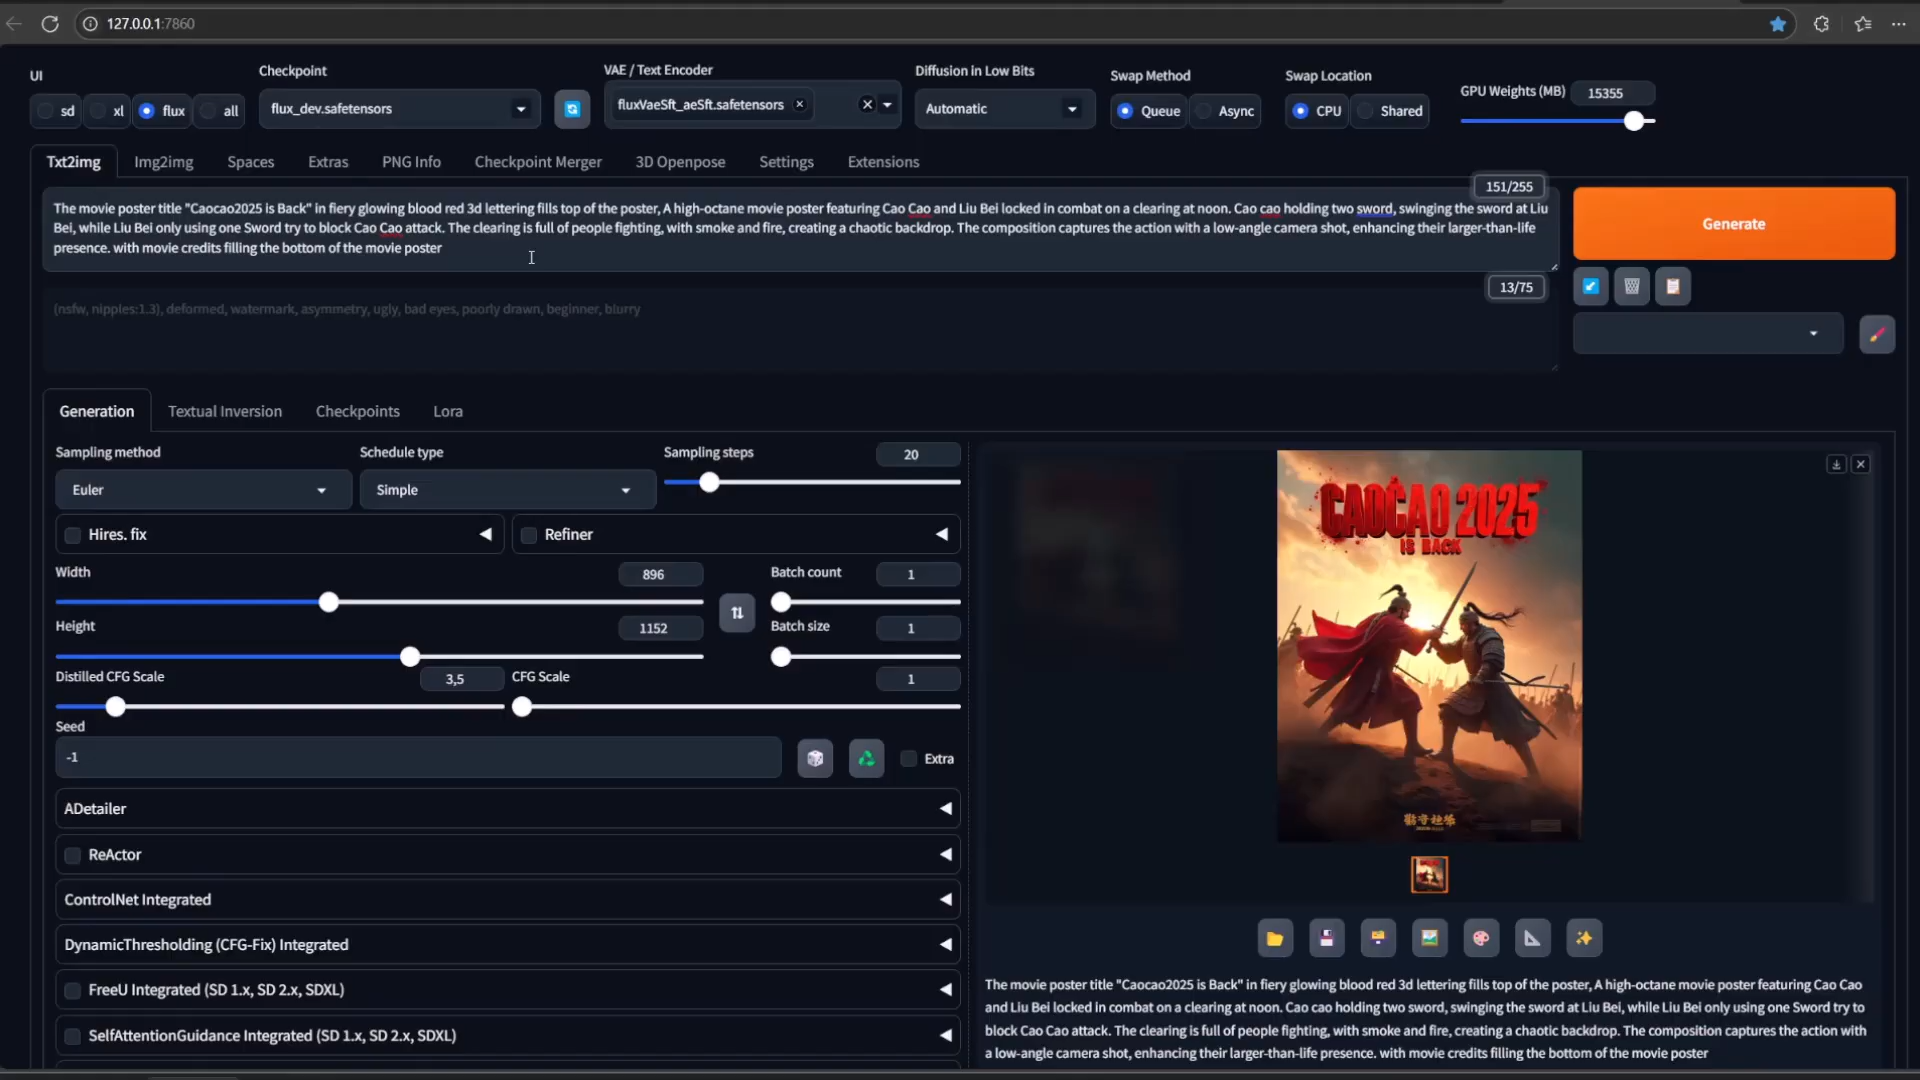 127.0.0.1:7860
UI
sd
xl
flux
all
Checkpoint
flux_dev.safetensors
VAE / Text Encoder
fluxVaeSft_aeSft.safetensors
Diffusion in Low Bits
Automatic
Swap Method
Queue
Async
Swap Location
CPU
Shared
GPU Weights (MB)
15355
Txt2img
Img2img
Spaces
Extras
PNG Info
Checkpoint Merger
3D Openpose
Settings
Extensions
151/255
The movie poster title "Caocao2025 is Back" in fiery glowing blood red 3d lettering fills top of the poster, A high-octane movie poster featuring Cao Cao and Liu Bei locked in combat on a clearing at noon. Cao cao holding two sword, swinging the sword at Liu
Bei, while Liu Bei only using one Sword try to block Cao Cao attack. The clearing is full of people fighting, with smoke and fire, creating a chaotic backdrop. The composition captures the action with a low-angle camera shot, enhancing their larger-than-life
presence. with movie credits filling the bottom of the movie poster
Generate
13/75
(nsfw, nipples:1.3), deformed, watermark, asymmetry, ugly, bad eyes, poorly drawn, beginner, blurry
Generation
Textual Inversion
Checkpoints
Lora
Sampling method
Euler
Schedule type
Simple
Sampling steps
20
Hires. fix
Refiner
Width
896
Height
1152
Batch count
1
Batch size
1
Distilled CFG Scale
3,5
CFG Scale
1
Seed
-1
Extra
ADetailer
ReActor
ControlNet Integrated
DynamicThresholding (CFG-Fix) Integrated
FreeU Integrated (SD 1.x, SD 2.x, SDXL)
SelfAttentionGuidance Integrated (SD 1.x, SD 2.x, SDXL)
CAOCAO 2025
IS BACK
The movie poster title "Caocao2025 is Back" in fiery glowing blood red 3d lettering fills top of the poster, A high-octane movie poster featuring Cao Cao
and Liu Bei locked in combat on a clearing at noon. Cao cao holding two sword, swinging the sword at Liu Bei, while Liu Bei only using one Sword try to
block Cao Cao attack. The clearing is full of people fighting, with smoke and fire, creating a chaotic backdrop. The composition captures the action with
a low-angle camera shot, enhancing their larger-than-life presence. with movie credits filling the bottom of the movie poster